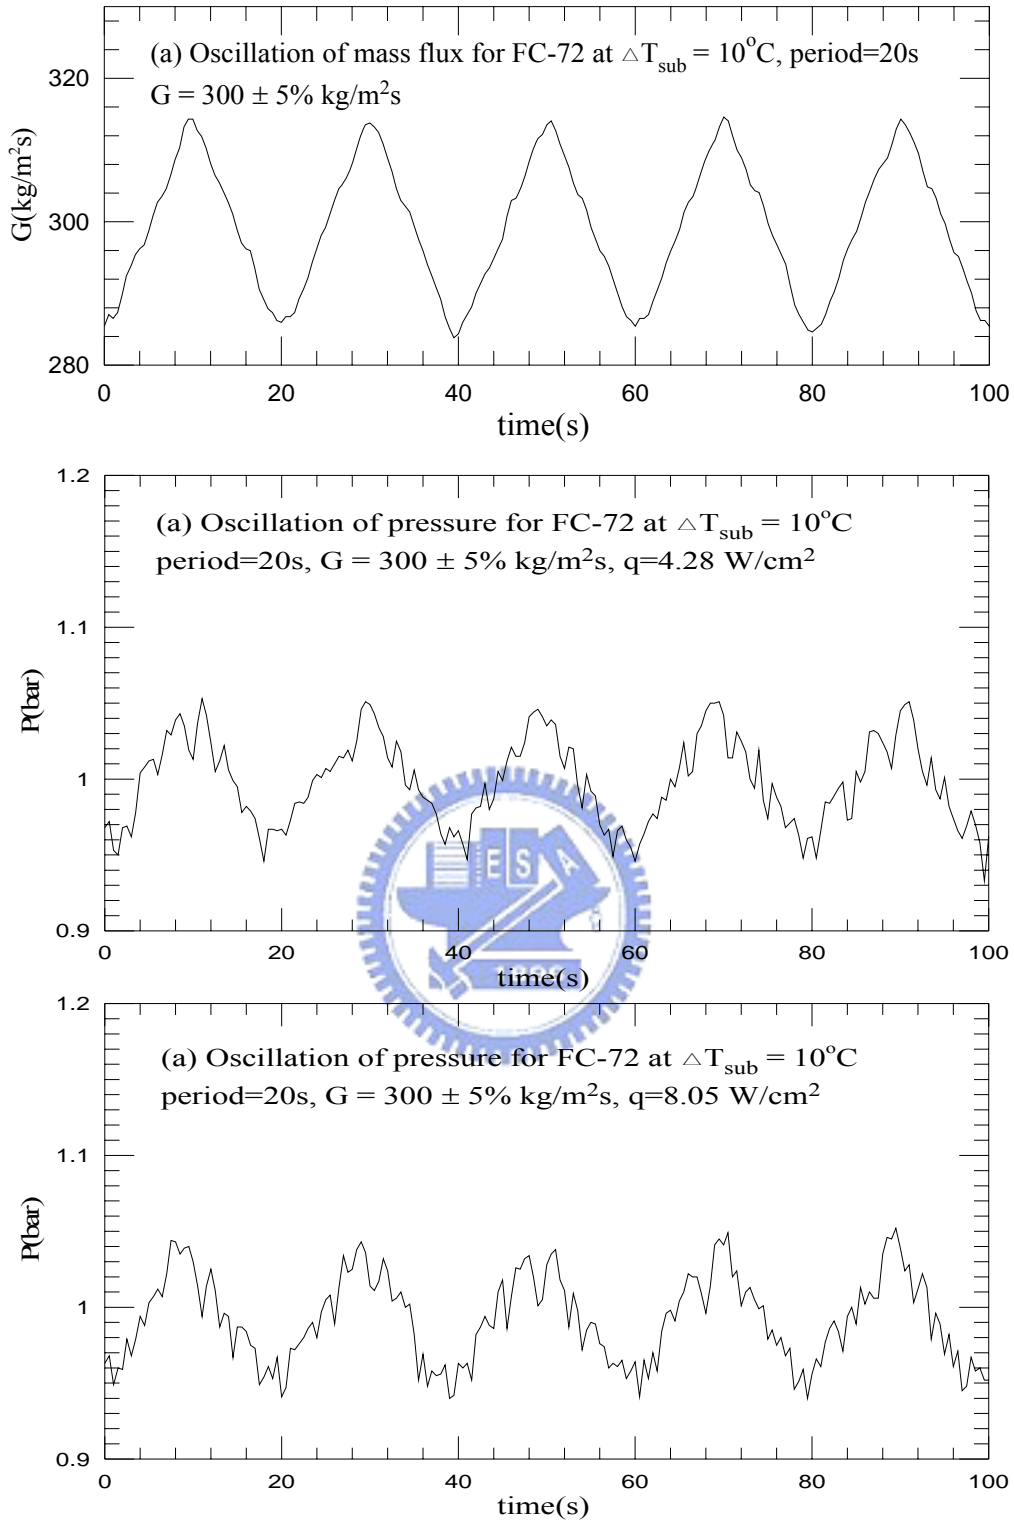 (a) Oscillation of mass flux for FC-72 at △T_sub = 10°C, period=20s
G = 300 ± 5% kg/m²s
320
300
280
G(kg/m²s)
0 20 40 60 80 100
time(s)
1.2
(a) Oscillation of pressure for FC-72 at △T_sub = 10°C
period=20s, G = 300 ± 5% kg/m²s, q=4.28 W/cm²
1.1
P(bar)
1
E S A
0.9
0 20 40 60 80 100
1896
time(s)
1.2
(a) Oscillation of pressure for FC-72 at △T_sub = 10°C
period=20s, G = 300 ± 5% kg/m²s, q=8.05 W/cm²
1.1
P(bar)
1
0.9
0 20 40 60 80 100
time(s)